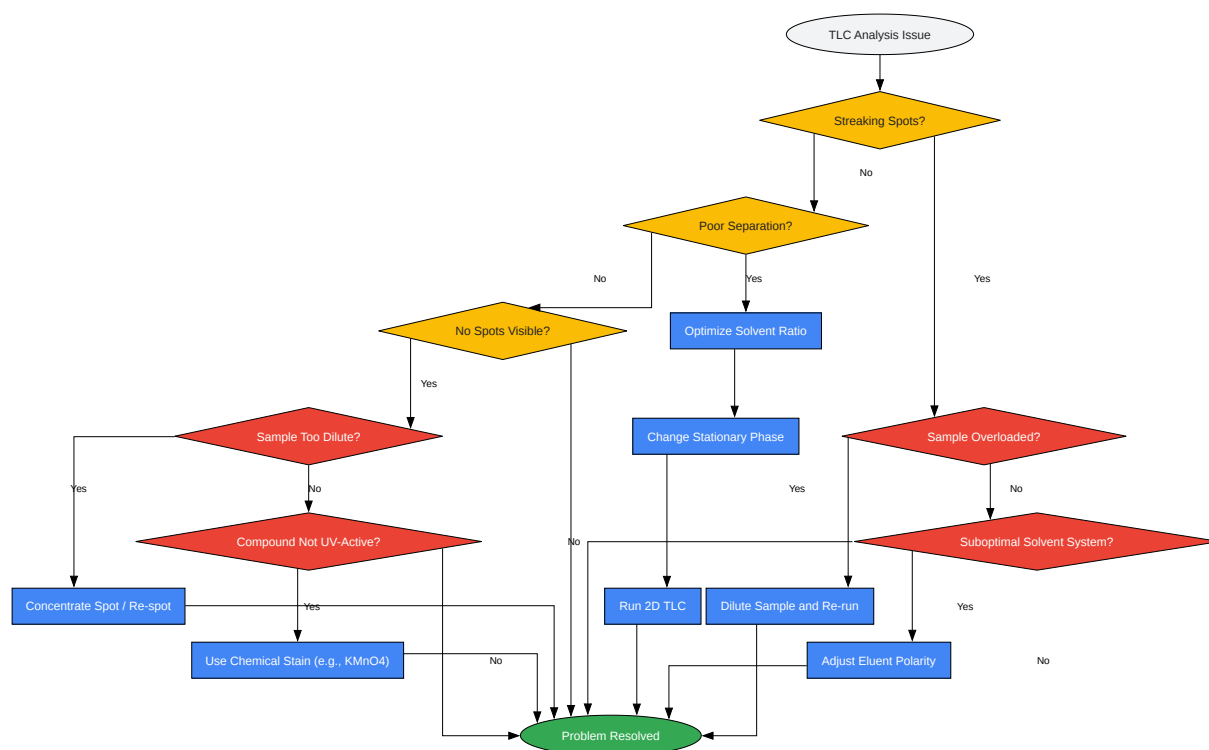 TLC Analysis Issue
Streaking Spots?
No
Poor Separation?
No
Yes
Yes
No Spots Visible?
Optimize Solvent Ratio
Yes
Sample Too Dilute?
Change Stationary Phase
Sample Overloaded?
Yes
No
Yes
No
Compound Not UV-Active?
No
Suboptimal Solvent System?
Concentrate Spot / Re-spot
Yes
Run 2D TLC
Dilute Sample and Re-run
Yes
Use Chemical Stain (e.g., KMnO4)
No
Adjust Eluent Polarity
No
Problem Resolved